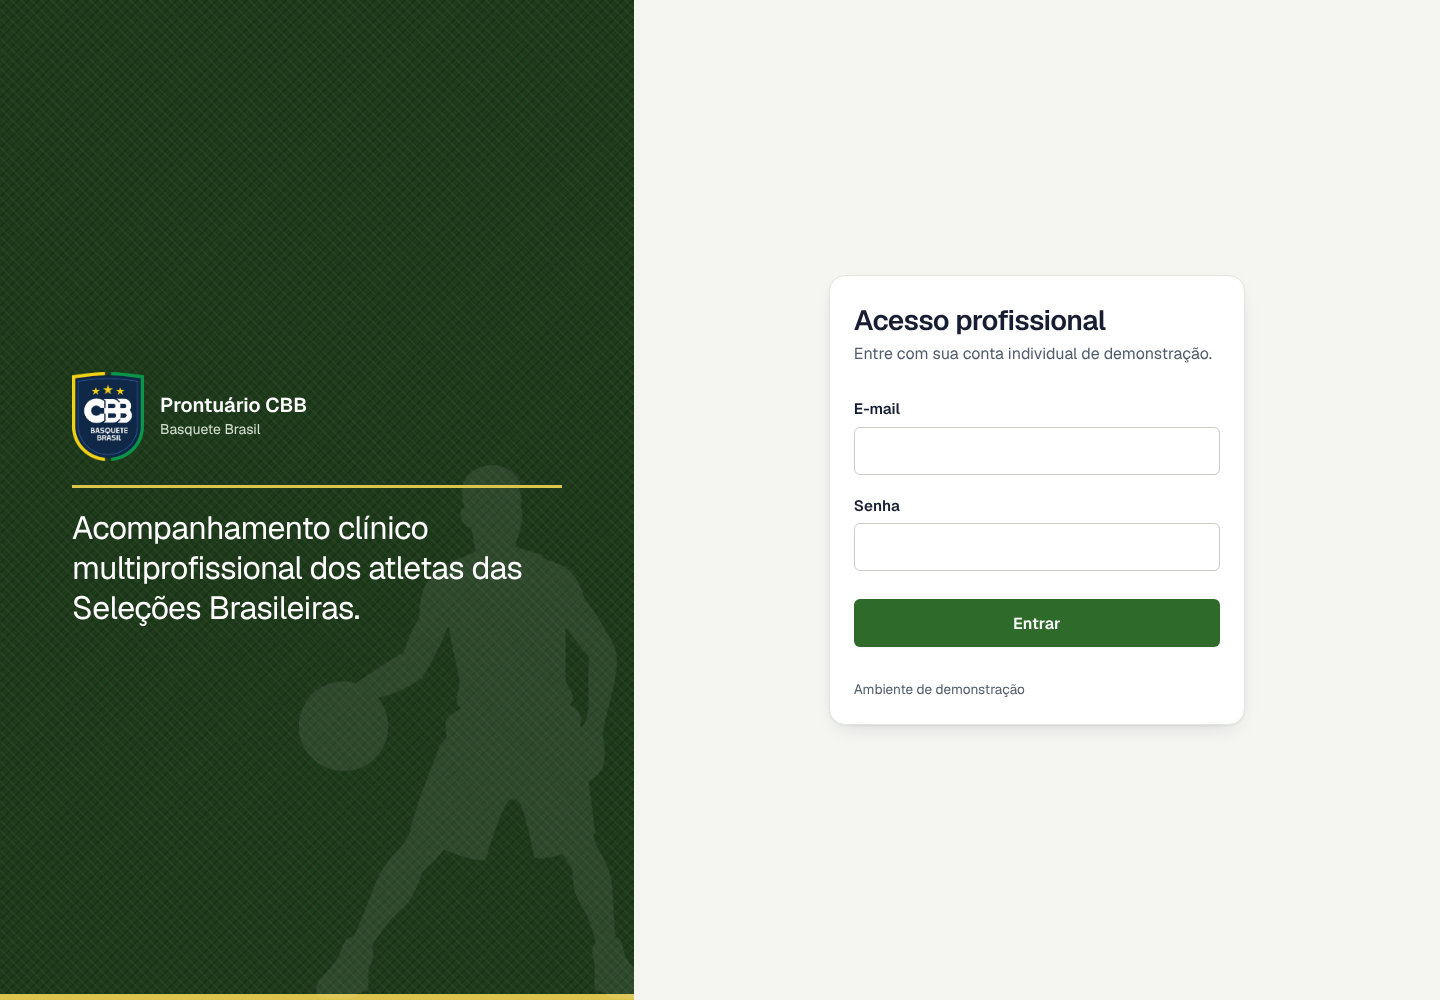 CBB
BASQUETE
BRASIL
Prontuário CBB
Basquete Brasil
Acompanhamento clínico
multiprofissional dos atletas das
Seleções Brasileiras.
Acesso profissional
Entre com sua conta individual de demonstração.
E-mail
Senha
Entrar
Ambiente de demonstração